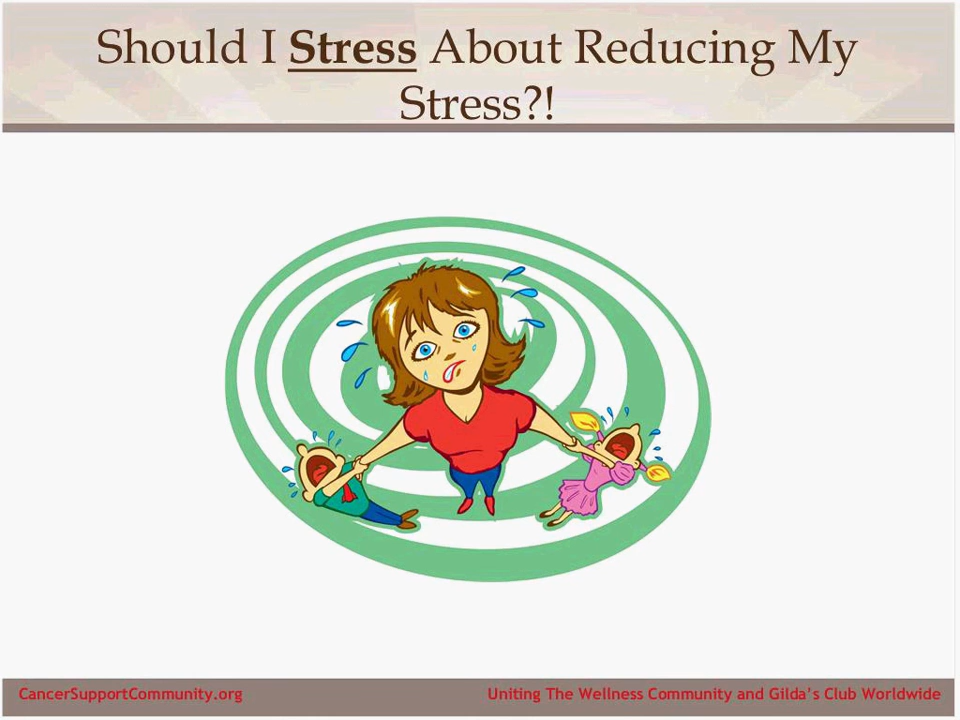 Should I Stress About Reducing My
Stress?!
CancerSupportCommunity.org
Uniting The Wellness Community and Gilda's Club Worldwide